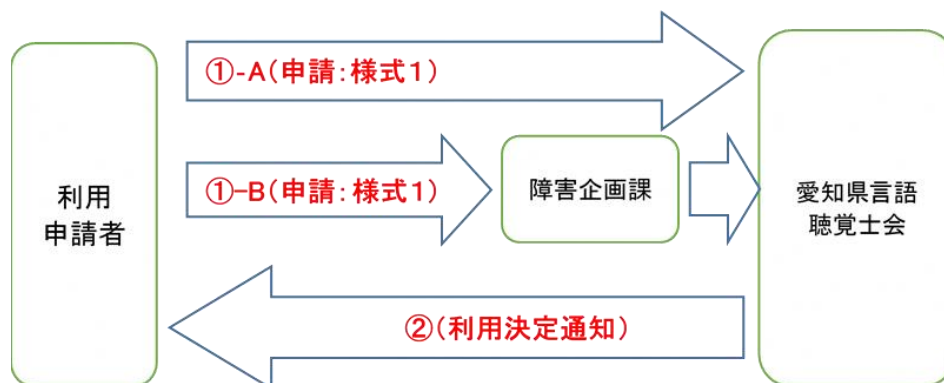 ①-A(申請:様式1)
利用
申請者
①-B(申請:様式1)
障害企画課
愛知県言語
聴覚士会
②(利用決定通知)